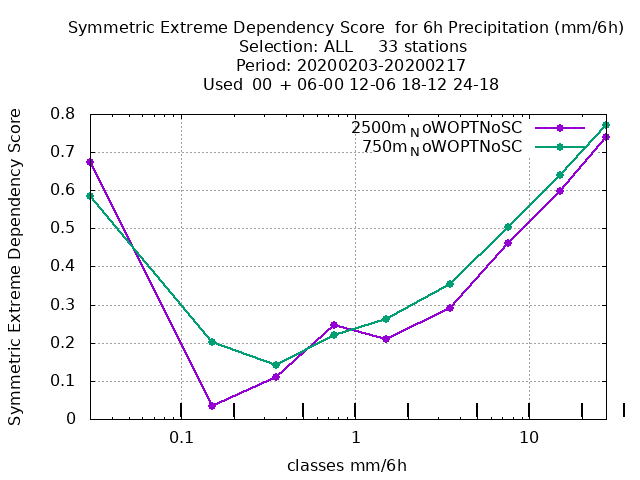 Symmetric Extreme Dependency Score for 6h Precipitation (mm/6h)
Selection: ALL 33 stations
Period: 20200203-20200217
Used 00 + 06-00 12-06 18-12 24-18
Symmetric Extreme Dependency Score
0.8
0.7
0.6
0.5
0.4
0.3
0.2
0.1
0
2500m_NoWOPTNoSC
750m_NoWOPTNoSC
0.1 1 10
classes mm/6h